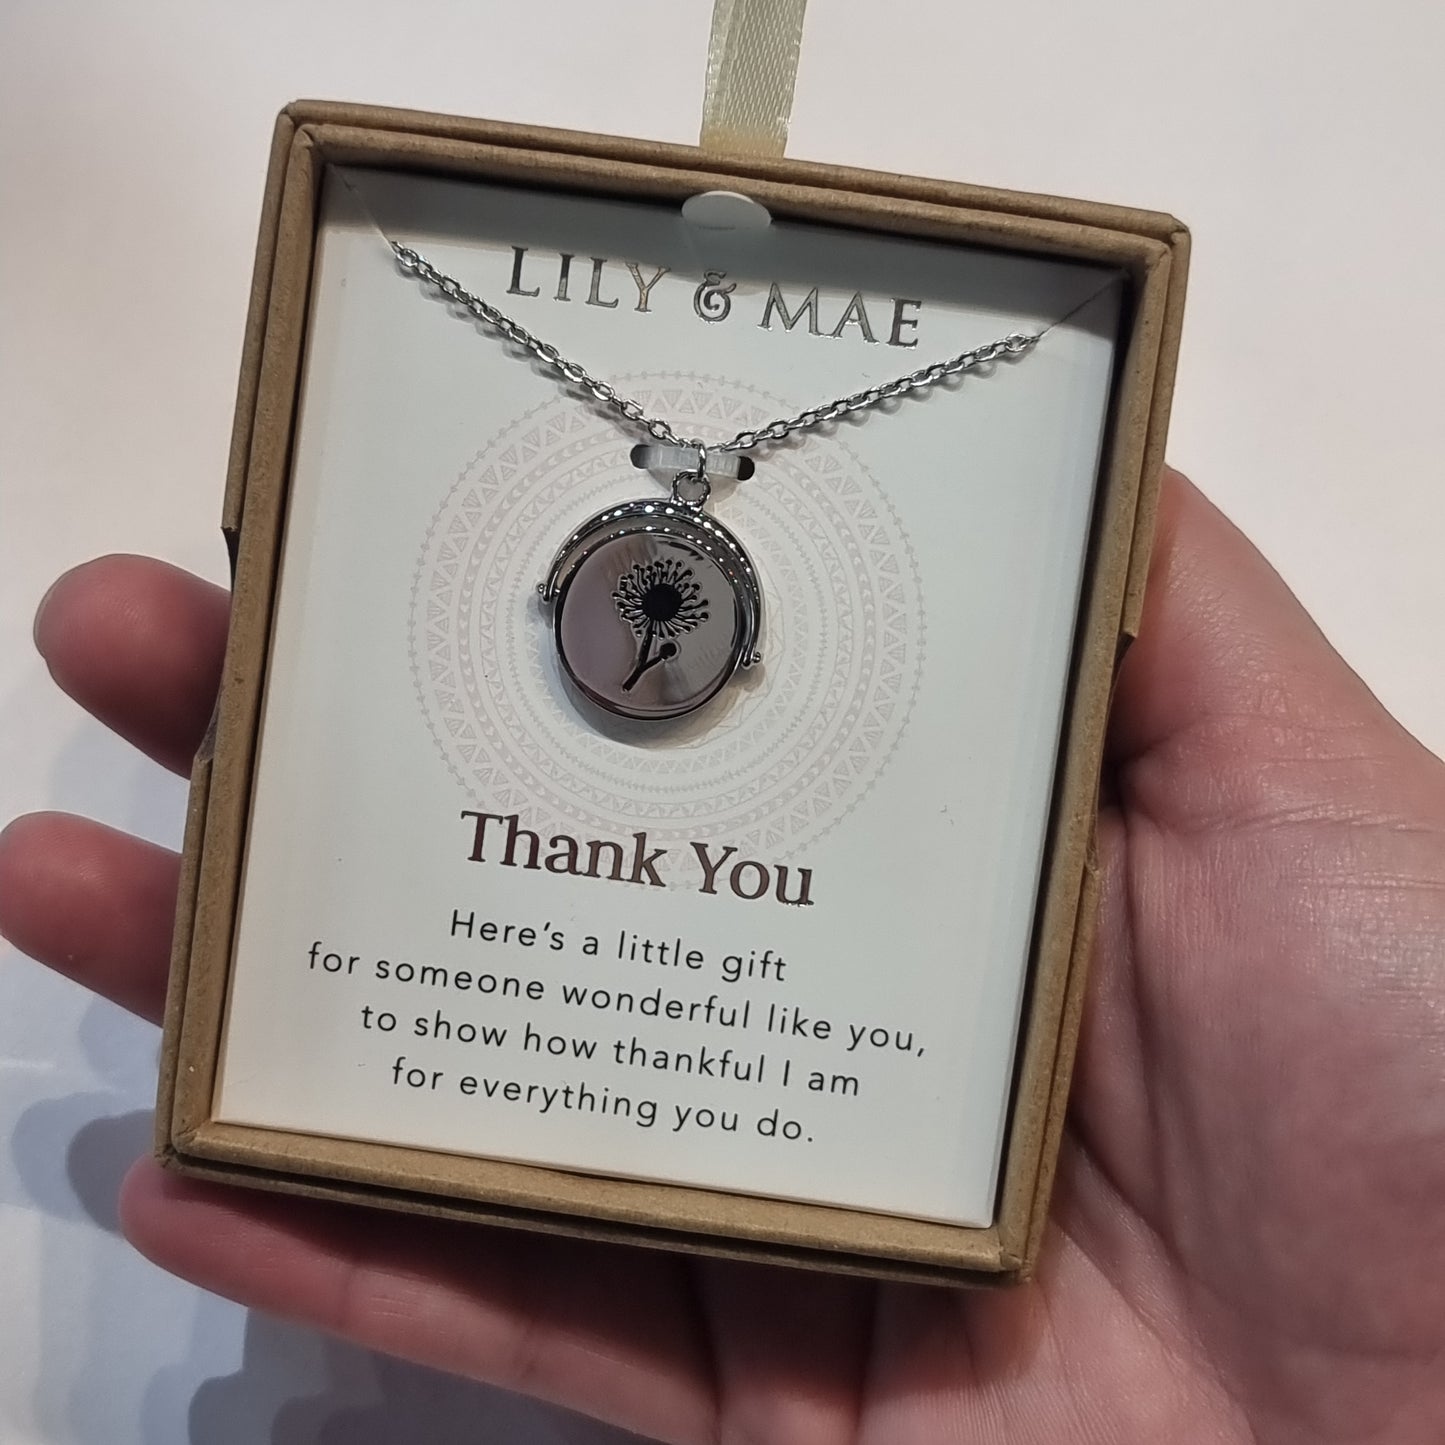 LILY & MAE
Thank You
Here's a little gift
for someone wonderful like you,
to show how thankful I am
for everything you do.